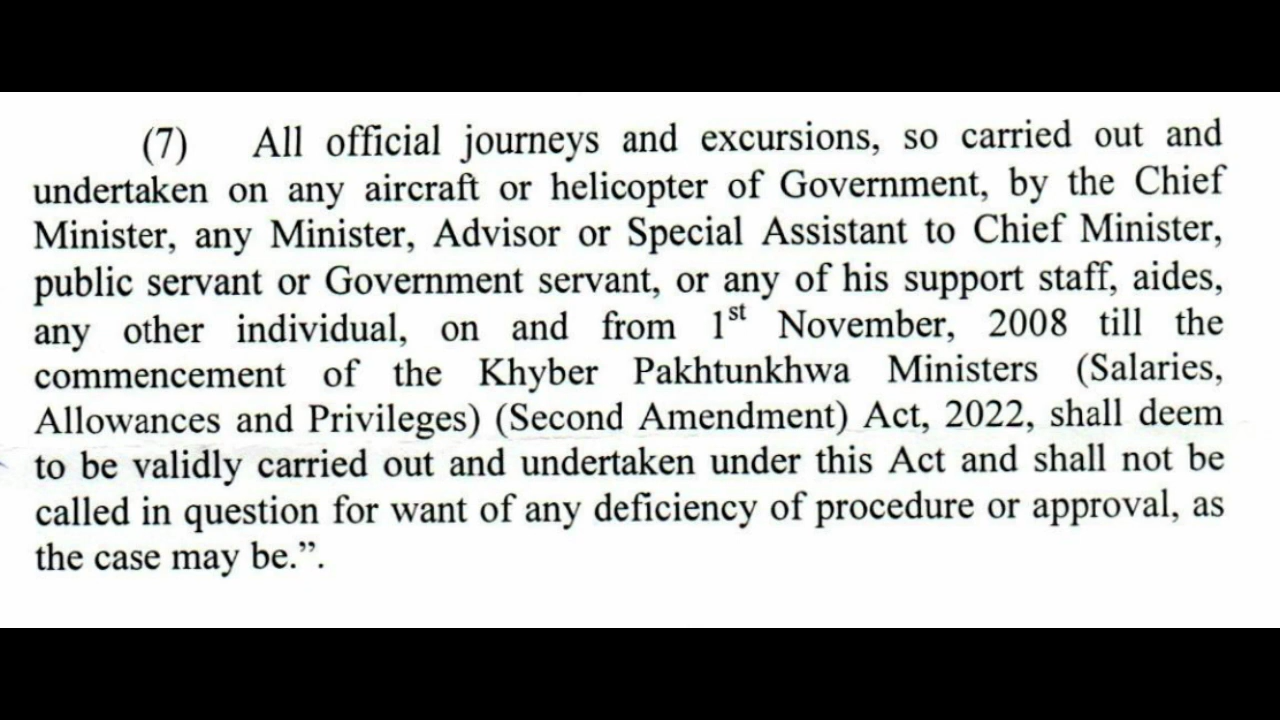 (7) All official journeys and excursions, so carried out and
undertaken on any aircraft or helicopter of Government, by the Chief
Minister, any Minister, Advisor or Special Assistant to Chief Minister,
public servant or Government servant, or any of his support staff, aides,
any other individual, on and from 1st November, 2008 till the
commencement of the Khyber Pakhtunkhwa Ministers (Salaries,
Allowances and Privileges) (Second Amendment) Act, 2022, shall deem
to be validly carried out and undertaken under this Act and shall not be
called in question for want of any deficiency of procedure or approval, as
the case may be.”.